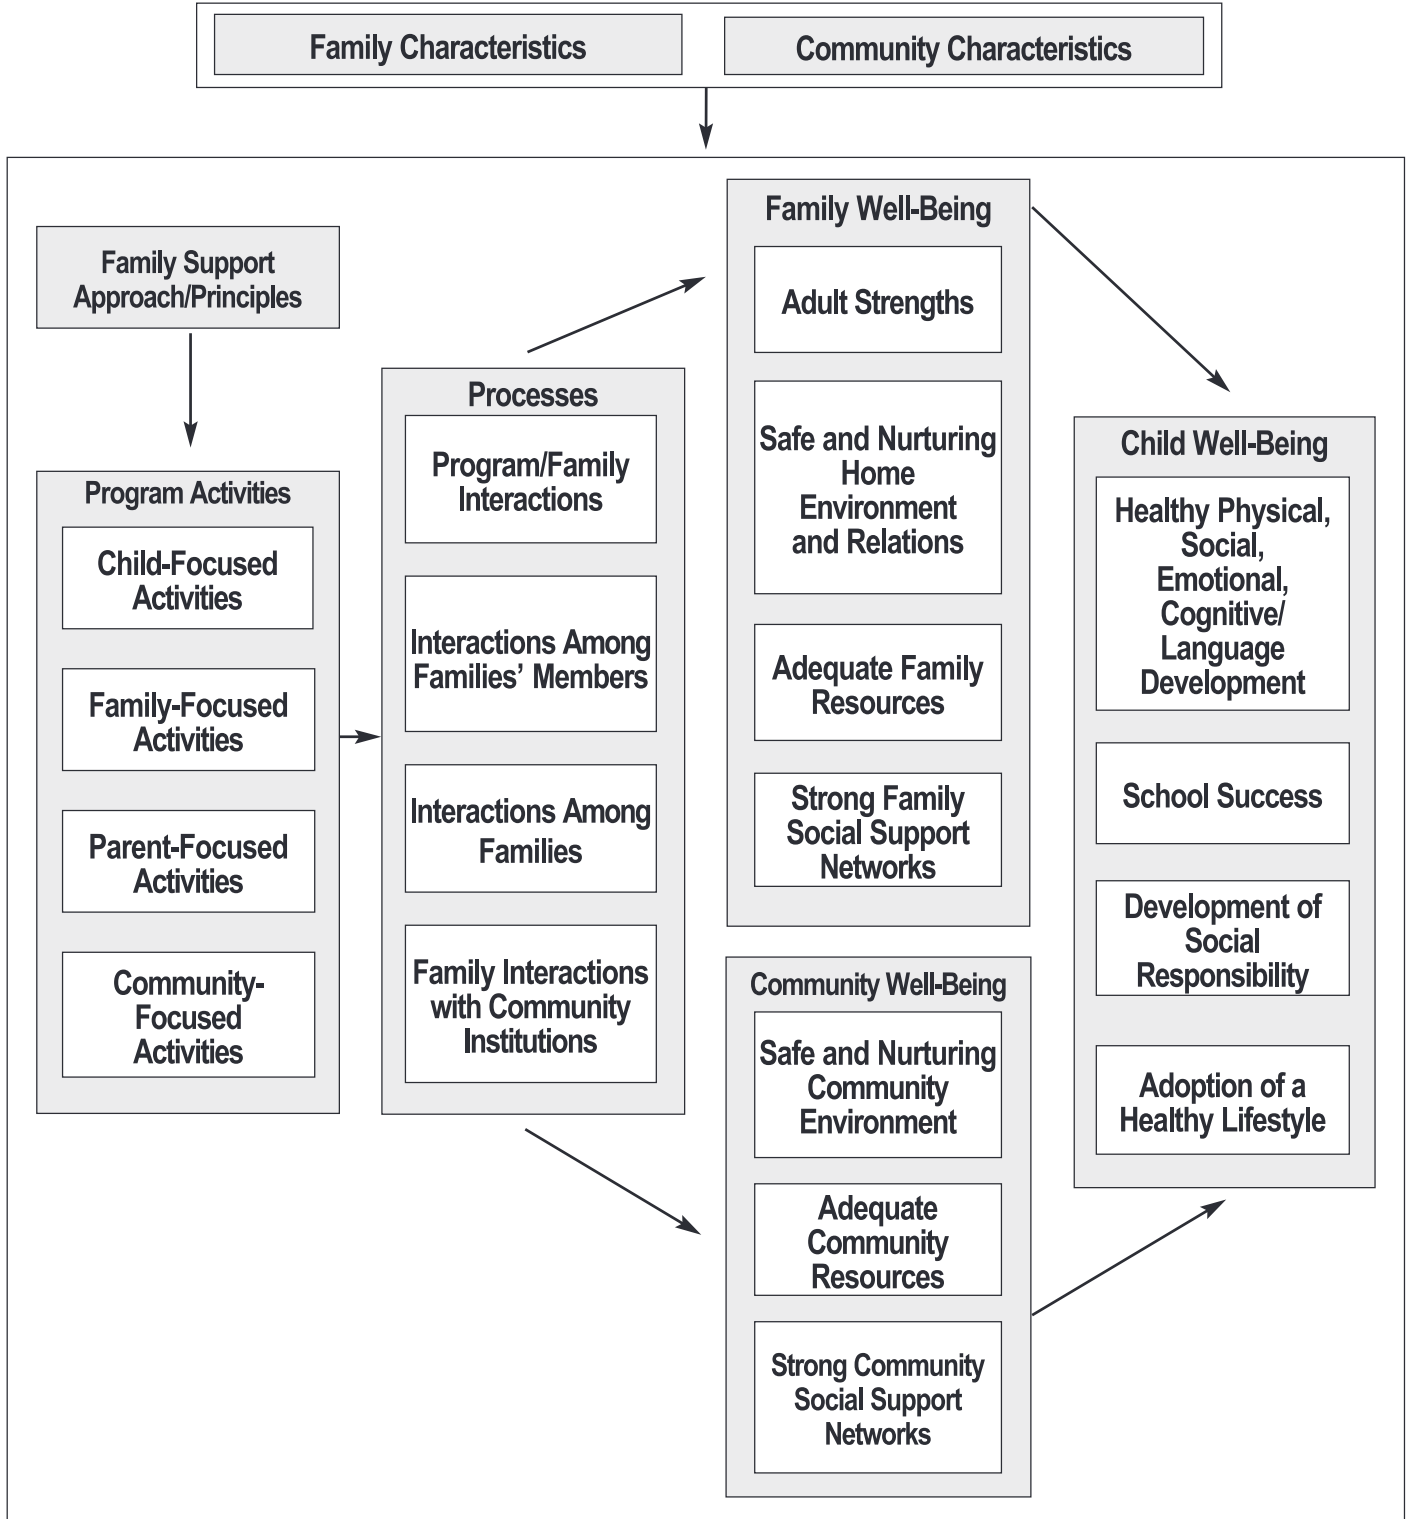 Family Characteristics
Community Characteristics
Family Support
Approach/Principles
Program Activities
Child-Focused
Activities
Family-Focused
Activities
Parent-Focused
Activities
Community-
Focused
Activities
Processes
Program/Family
Interactions
Interactions Among
Families’ Members
Interactions Among
Families
Family Interactions
with Community
Institutions
Family Well-Being
Adult Strengths
Safe and Nurturing
Home
Environment
and Relations
Adequate Family
Resources
Strong Family
Social Support
Networks
Community Well-Being
Safe and Nurturing
Community
Environment
Adequate
Community
Resources
Strong Community
Social Support
Networks
Child Well-Being
Healthy Physical,
Social,
Emotional,
Cognitive/
Language
Development
School Success
Development of
Social
Responsibility
Adoption of a
Healthy Lifestyle